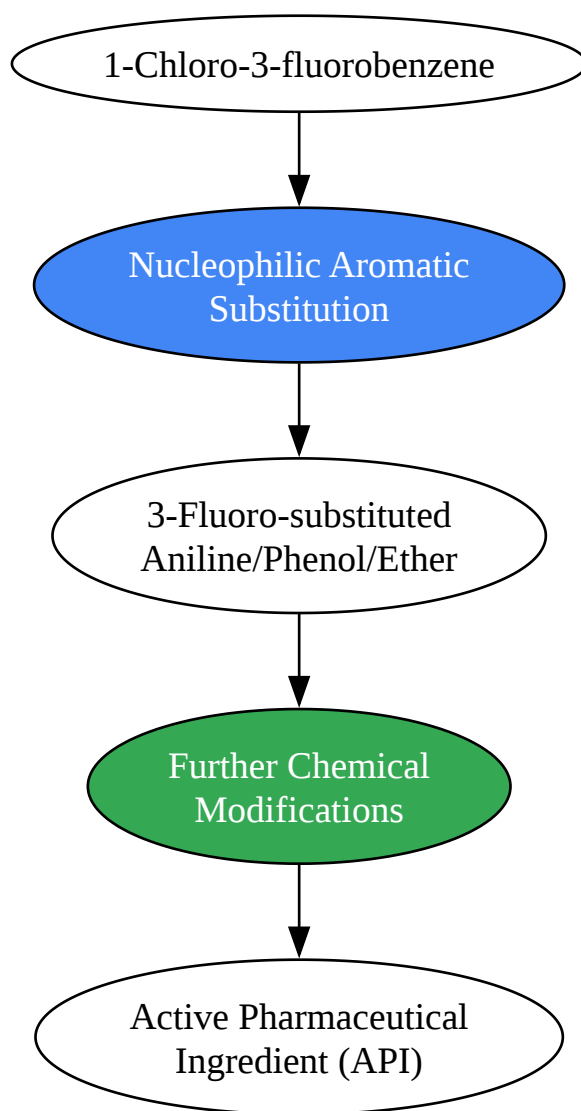 1-Chloro-3-fluorobenzene
Nucleophilic Aromatic
Substitution
3-Fluoro-substituted
Aniline/Phenol/Ether
Further Chemical
Modifications
Active Pharmaceutical
Ingredient (API)